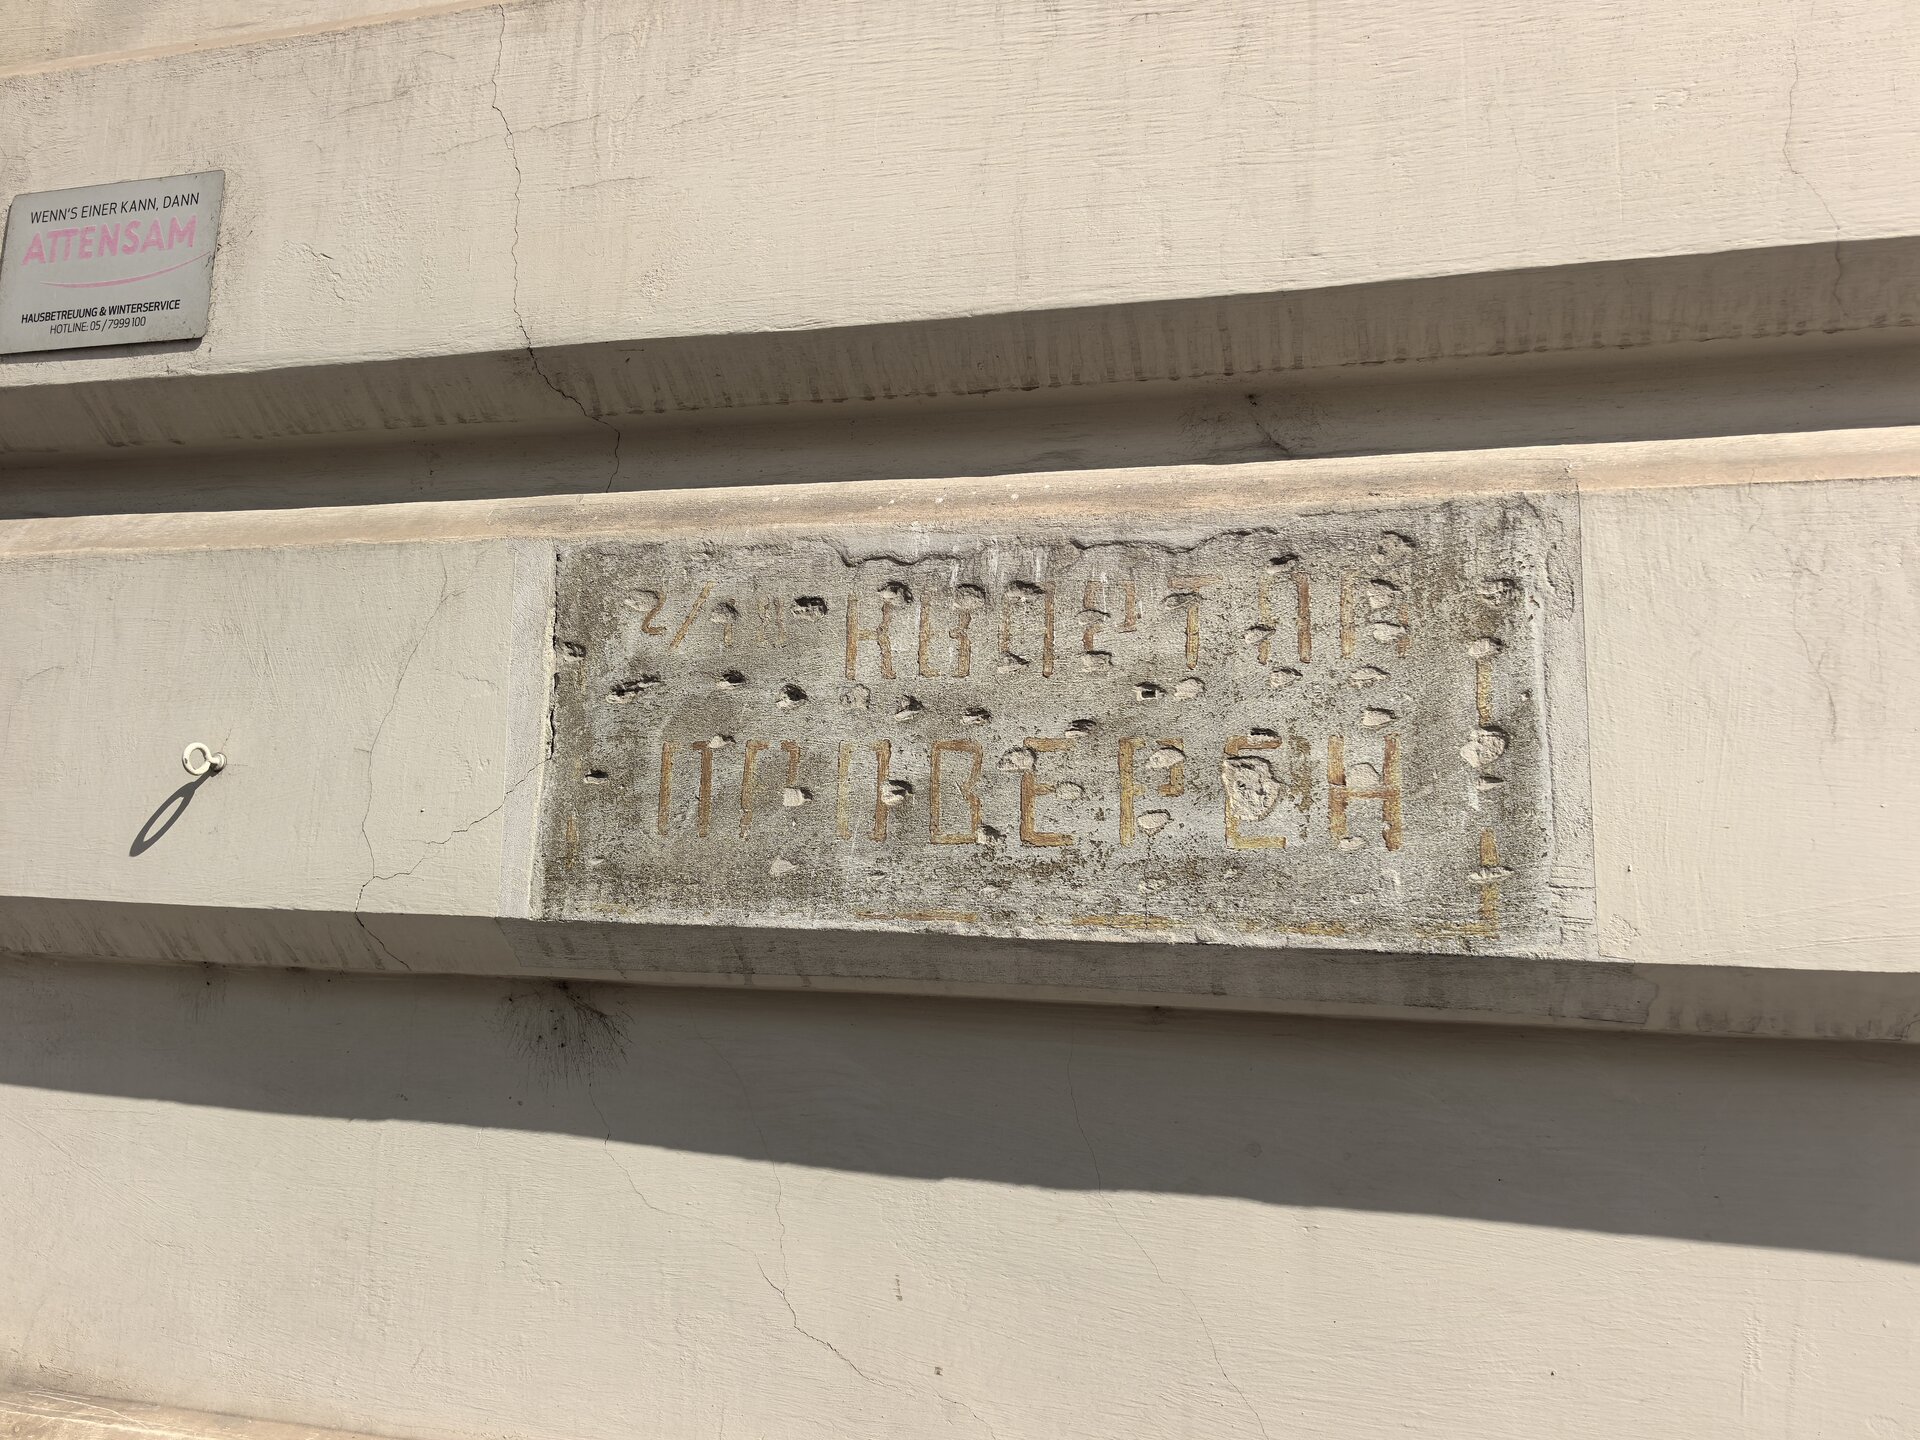 WENN'S EINER KANN, DANN
ATTENSAM
HAUSBETREUUNG & WINTERSERVICE
HOTLINE: 05 / 7999 100
КВАРТАЛ
ПРОВЕРЕН